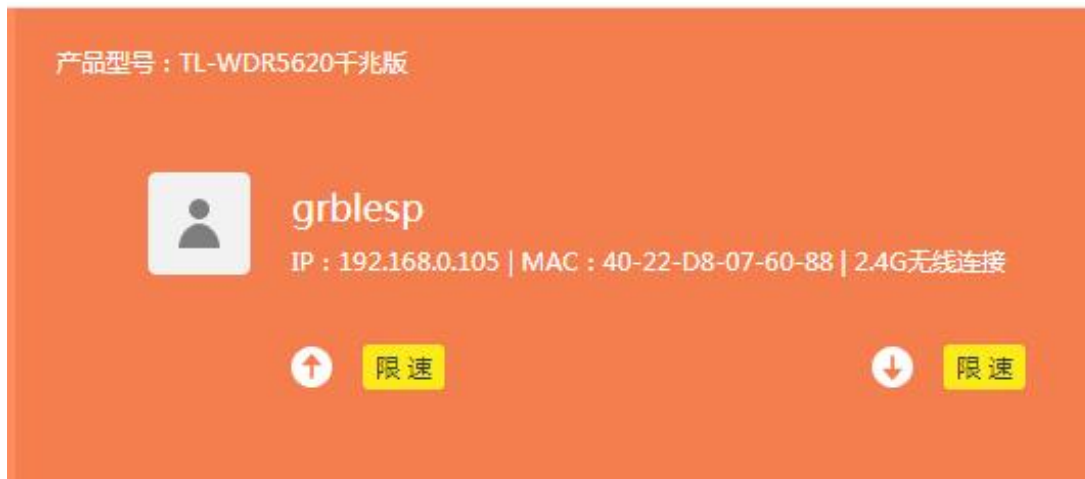 产品型号：TL-WDR5620千兆版
grblesp
IP：192.168.0.105 | MAC：40-22-D8-07-60-88 | 2.4G无线连接
限速 限速